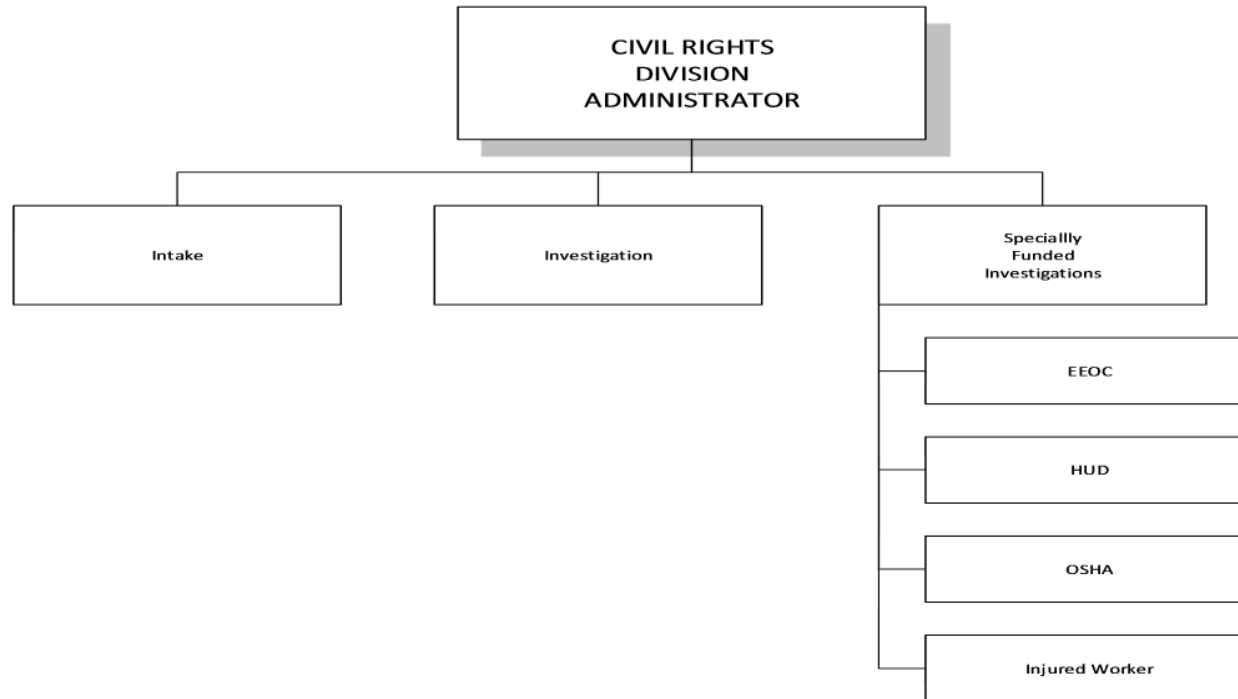 CIVIL RIGHTS
DIVISION
ADMINISTRATOR
Intake
Investigation
Speciallly
Funded
Investigations
EEOC
HUD
OSHA
Injured Worker